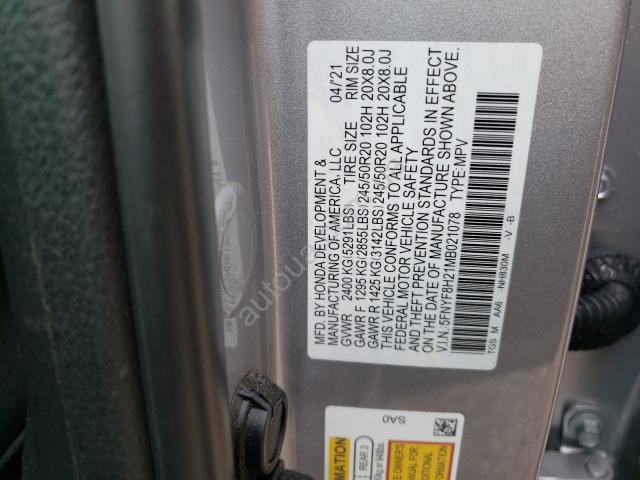 MFD. BY HONDA DEVELOPMENT & 04/21
MANUFACTURING OF AMERICA, LLC
GVWR 2400 KG(5291LBS) TIRE SIZE RIM SIZE
GAWR F 1295 KG(2855LBS)245/50R20 102H 20X8.0J
GAWR R 1425 KG(3142LBS)245/50R20 102H 20X8.0J
THIS VEHICLE CONFORMS TO ALL APPLICABLE
FEDERAL MOTOR VEHICLE SAFETY
AND THEFT PREVENTION STANDARDS IN EFFECT
ON DATE OF MANUFACTURE SHOWN ABOVE.
V.I.N:5FNYF8H21MB021078 TYPE:MPV
TGS M AA6 NH830M -V -B
SA0
REAR 3